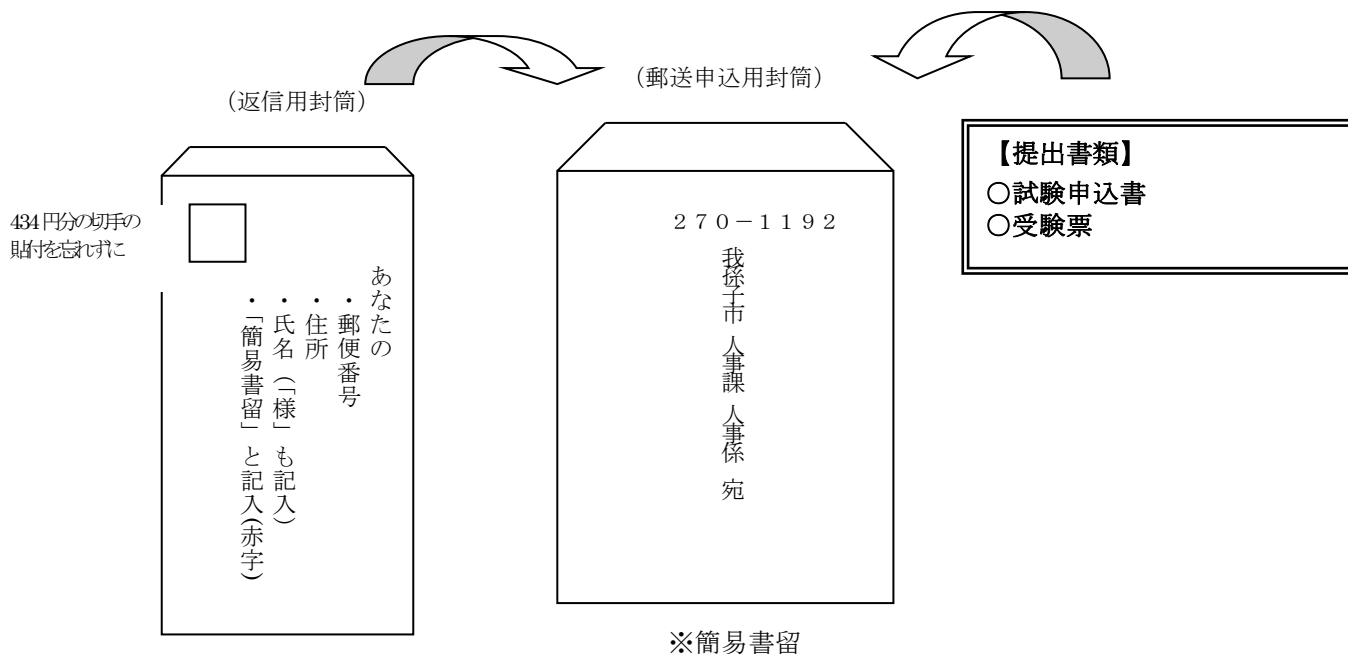 （返信用封筒）
434 円分の切手の
貼付を忘れずに
あなたの
・郵便番号
・住所
・氏名（「様」も記入）
・「簡易書留」と記入(赤字)
（郵送申込用封筒）
２７０－１１９２
我孫子市 人事課 人事係 宛
※簡易書留
【提出書類】
○試験申込書
○受験票